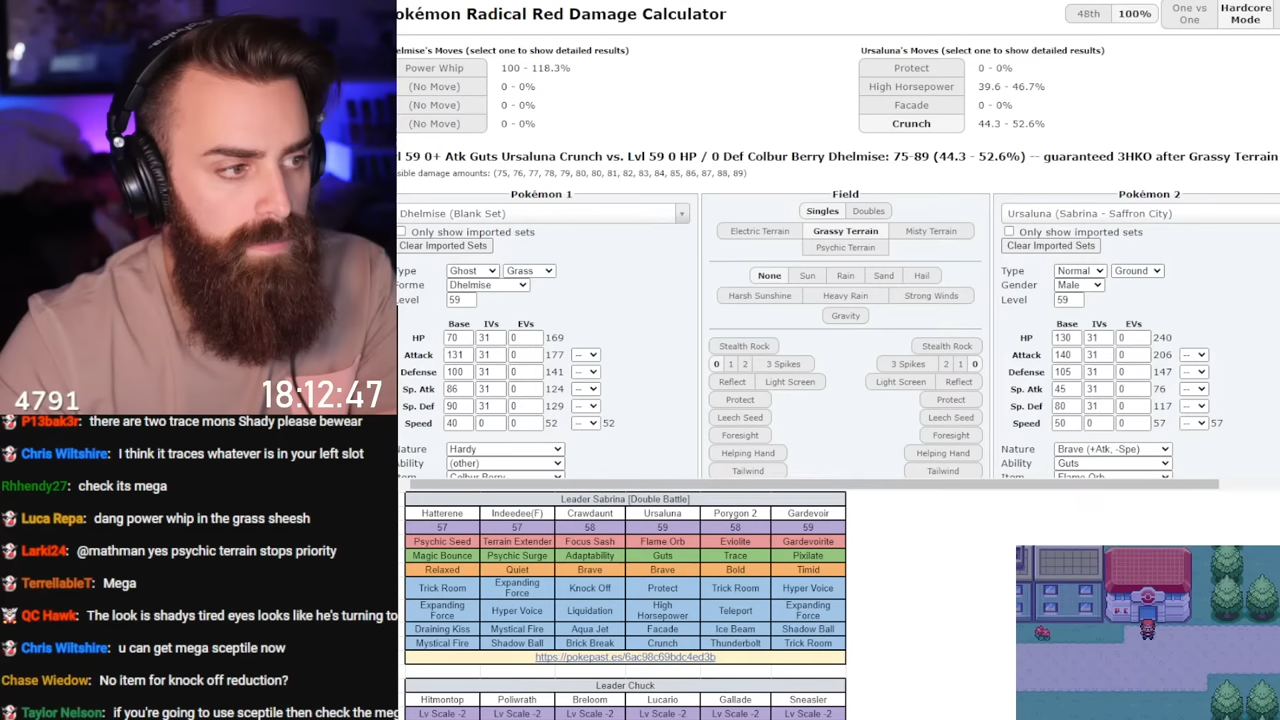 okémon Radical Red Damage Calculator
48th 100% One vs One Hardcore Mode
elmise's Moves (select one to show detailed results) Ursaluna's Moves (select one to show detailed results)
Power Whip 100 - 118.3% Protect 0 - 0%
(No Move) 0 - 0% High Horsepower 39.6 - 46.7%
(No Move) 0 - 0% Facade 0 - 0%
(No Move) 0 - 0% Crunch 44.3 - 52.6%
l 59 0+ Atk Guts Ursaluna Crunch vs. Lvl 59 0 HP / 0 Def Colbur Berry Dhelmise: 75-89 (44.3 - 52.6%) -- guaranteed 3HKO after Grassy Terrain
sible damage amounts: (75, 76, 77, 78, 79, 80, 80, 81, 82, 83, 84, 85, 86, 87, 88, 89)
Pokémon 1 Field Pokémon 2
Dhelmise (Blank Set) Singles Doubles Ursaluna (Sabrina - Saffron City)
Only show imported sets Electric Terrain Grassy Terrain Misty Terrain Only show imported sets
Clear Imported Sets Psychic Terrain Clear Imported Sets
Type Ghost Grass None Sun Rain Sand Hail Type Normal Ground
Forme Dhelmise Harsh Sunshine Heavy Rain Strong Winds Gender Male
Level 59 Gravity Level 59
Base IVs EVs Base IVs EVs
HP 70 31 0 169 Stealth Rock Stealth Rock HP 130 31 0 240
Attack 131 31 0 177 -- 0 1 2 3 Spikes 3 Spikes 2 1 0 Attack 140 31 0 206 --
Defense 100 31 0 141 -- Reflect Light Screen Light Screen Reflect Defense 105 31 0 147 --
Sp. Atk 86 31 0 124 -- Protect Protect Sp. Atk 45 31 0 76 --
Sp. Def 90 31 0 129 -- Leech Seed Leech Seed Sp. Def 80 31 0 117 --
Speed 40 0 0 52 -- 52 Foresight Foresight Speed 50 0 0 57 -- 57
Nature Hardy Helping Hand Helping Hand Nature Brave (+Atk, -Spe)
Ability (other) Tailwind Tailwind Ability Guts
4791 18:12:47
P13bak3r: there are two trace mons Shady please bewear
Chris Wiltshire: I think it traces whatever is in your left slot
Rhhendy27: check its mega
Luca Repa: dang power whip in the grass sheesh
Larki24: @masman yes psychic terrain stops priority
TerrellableT: Mega
QC Hawk: The look is shadys tired eyes looks like he's turning to
Chris Wiltshire: u can get mega sceptile now
Chase Wiedow: No item for knock off reduction?
Taylor Nelson: if you're going to use sceptile then check the meg
Leader Sabrina [Double Battle]
Hatterene Indeedee(F) Crawdaunt Ursaluna Porygon 2 Gardevoir
57 57 58 59 58 59
Psychic Seed Terrain Extender Focus Sash Flame Orb Eviolite Gardevoirite
Magic Bounce Psychic Surge Adaptability Guts Trace Pixilate
Relaxed Quiet Brave Brave Bold Timid
Trick Room Expanding Force Knock Off Protect Trick Room Hyper Voice
Expanding Force Hyper Voice Liquidation High Horsepower Teleport Expanding Force
Draining Kiss Mystical Fire Aqua Jet Facade Ice Beam Shadow Ball
Mystical Fire Shadow Ball Brick Break Crunch Thunderbolt Trick Room
https://pokepast.es/6ac98c69bdc4ed3b
Leader Chuck
Hitmontop Poliwrath Breloom Lucario Gallade Sneasler
Lv Scale -2 Lv Scale -2 Lv Scale -2 Lv Scale -2 Lv Scale -2 Lv Scale -2